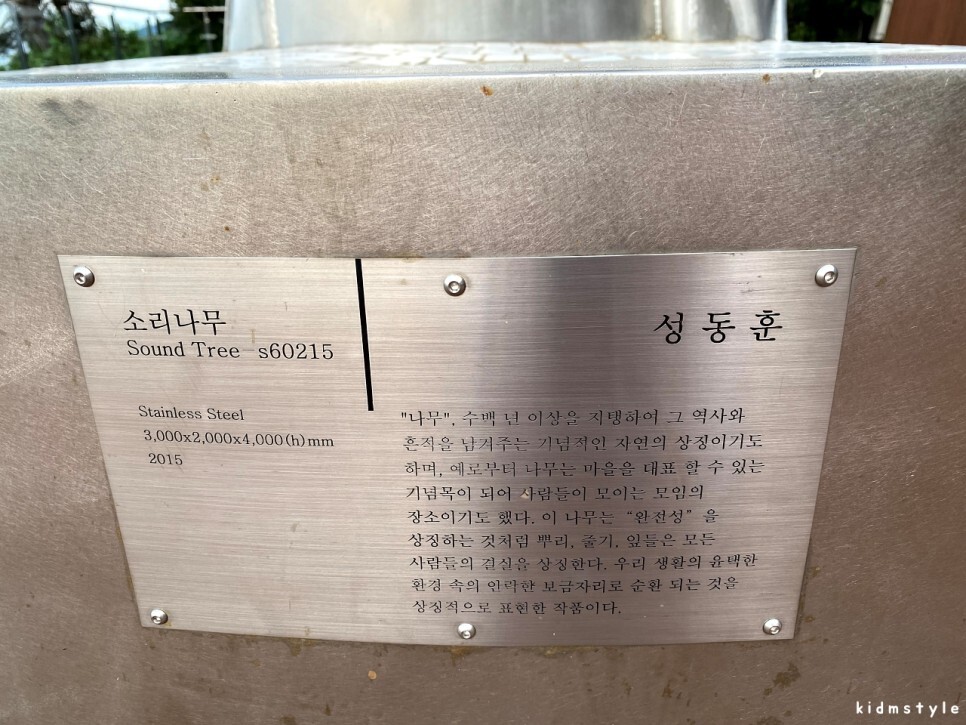 소리나무
Sound Tree s60215
Stainless Steel
3,000x2,000x4,000(h)mm
2015
성동훈
"나무", 수백 년 이상을 지탱하여 그 역사와
흔적을 남겨주는 기념적인 자연의 상징이기도
하며, 예로부터 나무는 마을을 대표 할 수 있는
기념목이 되어 사람들이 모이는 모임의
장소이기도 했다. 이 나무는 “완전성” 을
상징하는 것처럼 뿌리, 줄기, 잎들은 모든
사람들의 결실을 상징한다. 우리 생활의 윤택한
환경 속의 안락한 보금자리로 순환 되는 것을
상징적으로 표현한 작품이다.
kidmstyle